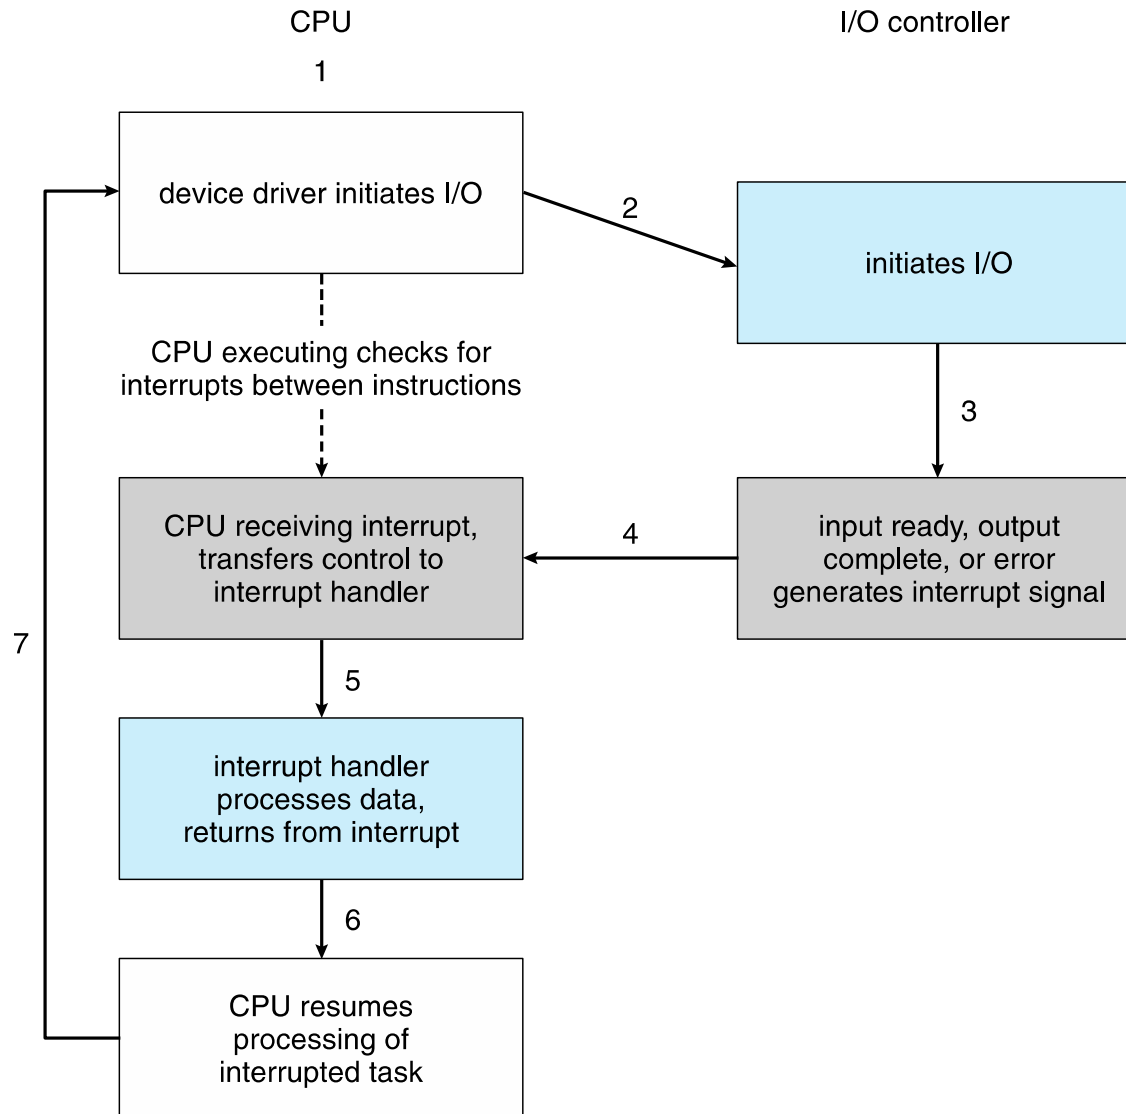 CPU
I/O controller
1
device driver initiates I/O
2
initiates I/O
CPU executing checks for
interrupts between instructions
3
CPU receiving interrupt,
transfers control to
interrupt handler
4
input ready, output
complete, or error
generates interrupt signal
7
5
interrupt handler
processes data,
returns from interrupt
6
CPU resumes
processing of
interrupted task